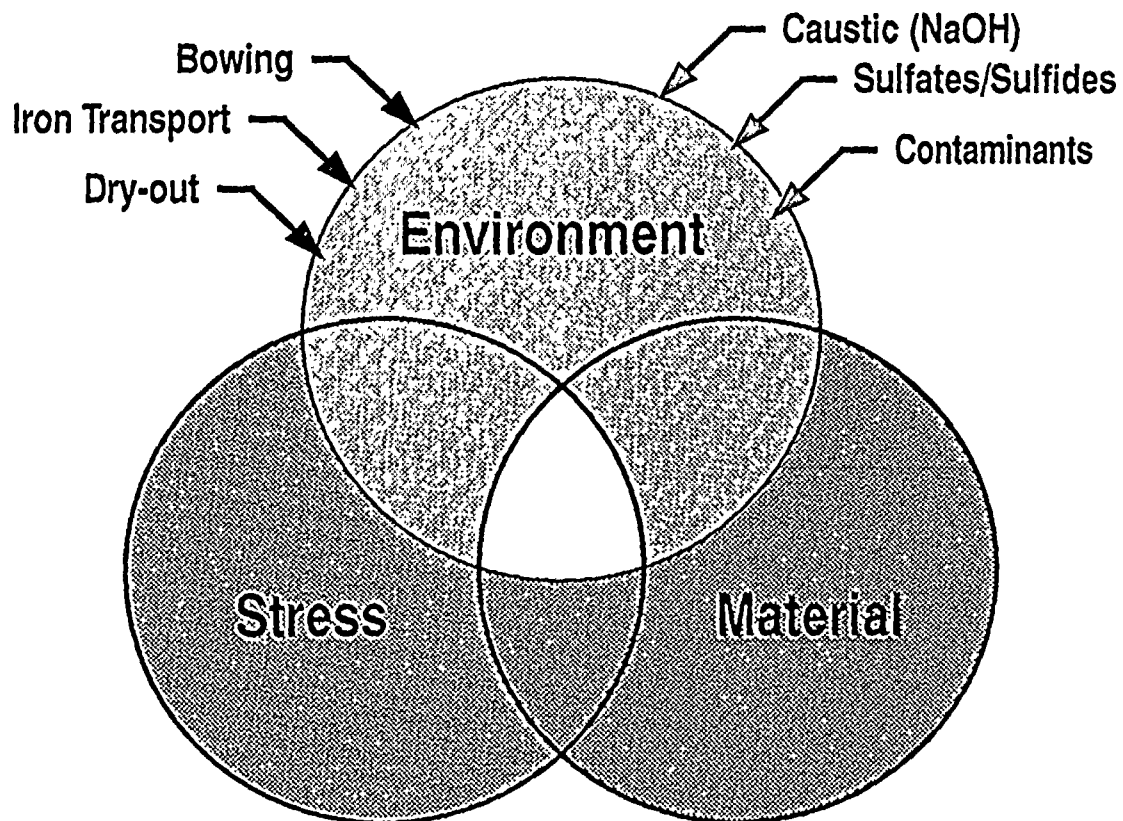 Bowing
Iron Transport
Dry-out
Caustic (NaOH)
Sulfates/Sulfides
Contaminants
Environment
Stress
Material